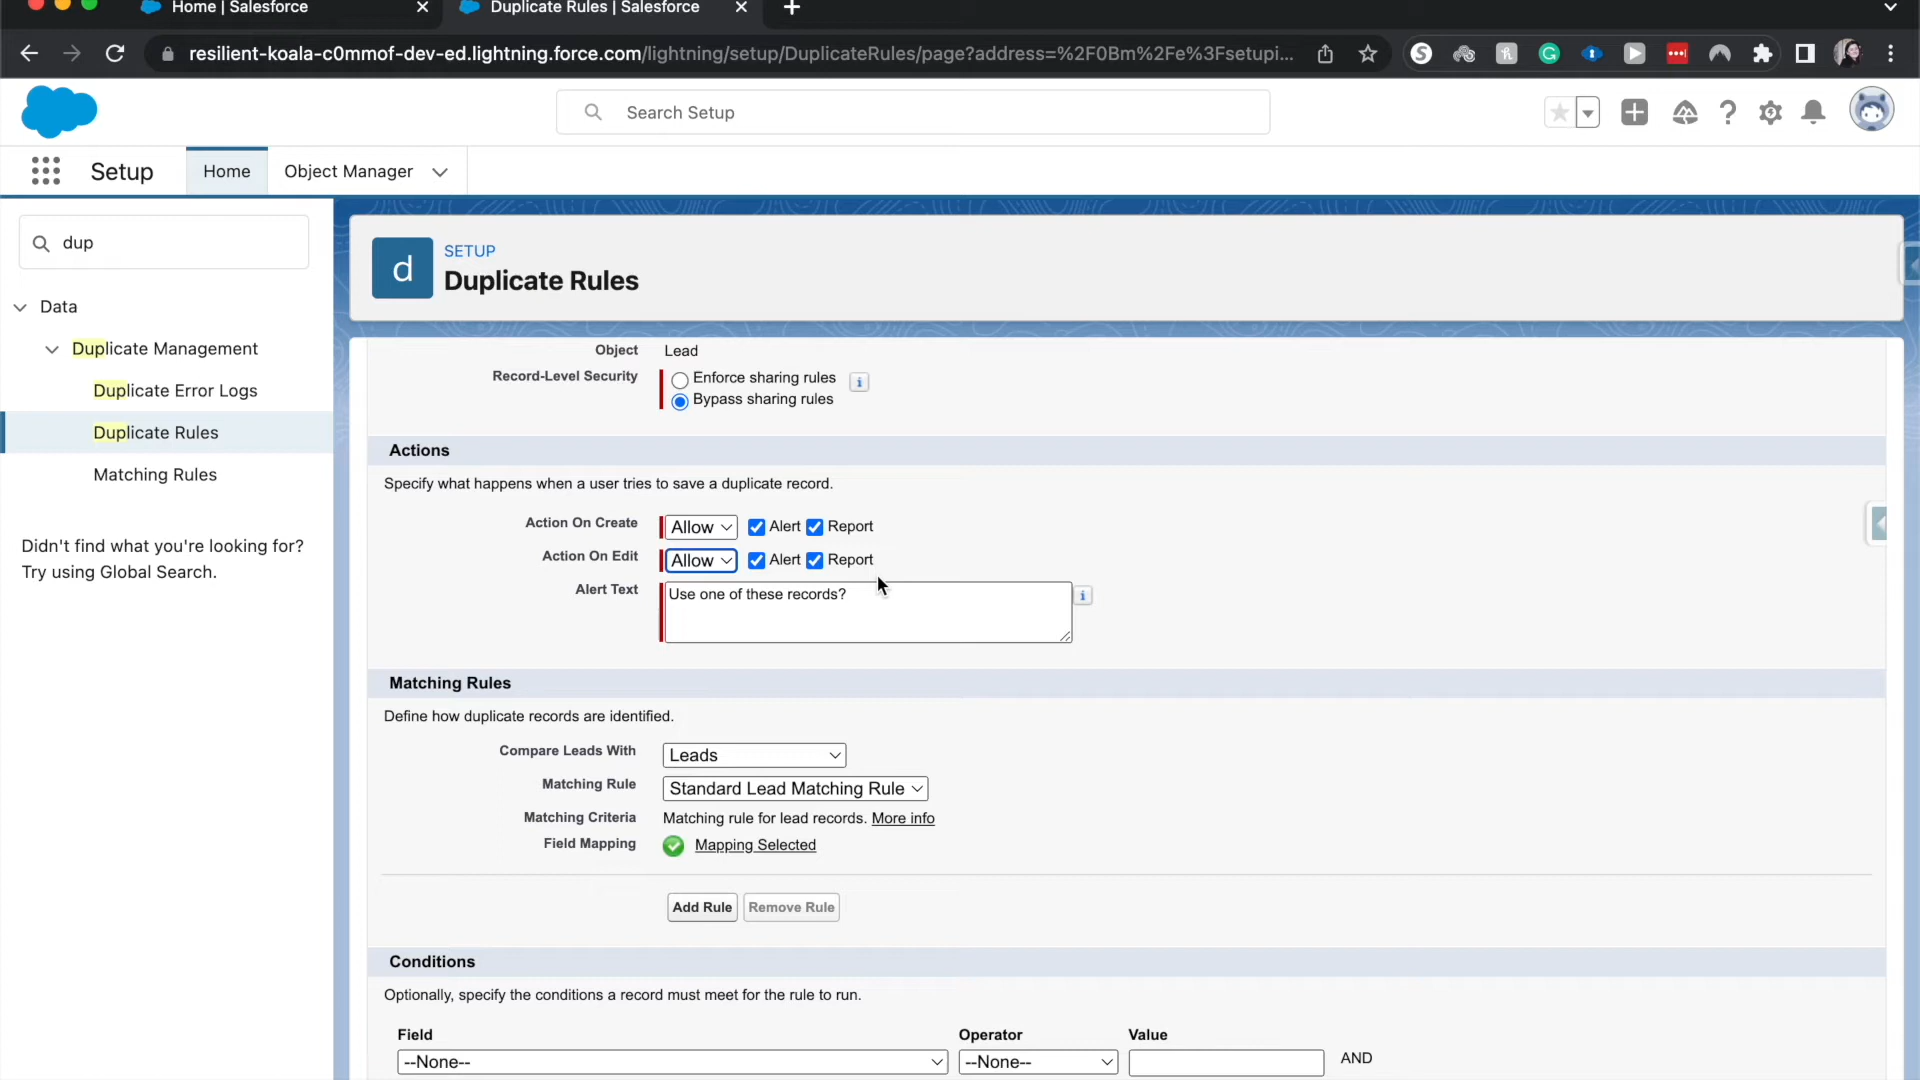 Home | Salesforce
Duplicate Rules | Salesforce
resilient-koala-c0mmof-dev-ed.lightning.force.com/lightning/setup/DuplicateRules/page?address=%2F0Bm%2Fe%3Fsetupi...
Search Setup
Setup
Home
Object Manager
dup
Data
Duplicate Management
Duplicate Error Logs
Duplicate Rules
Matching Rules
Didn't find what you're looking for?
Try using Global Search.
d
SETUP
Duplicate Rules
Object Lead
Record-Level Security Enforce sharing rules
Bypass sharing rules
Actions
Specify what happens when a user tries to save a duplicate record.
Action On Create Allow Alert Report
Action On Edit Allow Alert Report
Alert Text Use one of these records?
Matching Rules
Define how duplicate records are identified.
Compare Leads With Leads
Matching Rule Standard Lead Matching Rule
Matching Criteria Matching rule for lead records. More info
Field Mapping Mapping Selected
Add Rule Remove Rule
Conditions
Optionally, specify the conditions a record must meet for the rule to run.
Field Operator Value
--None-- --None-- AND